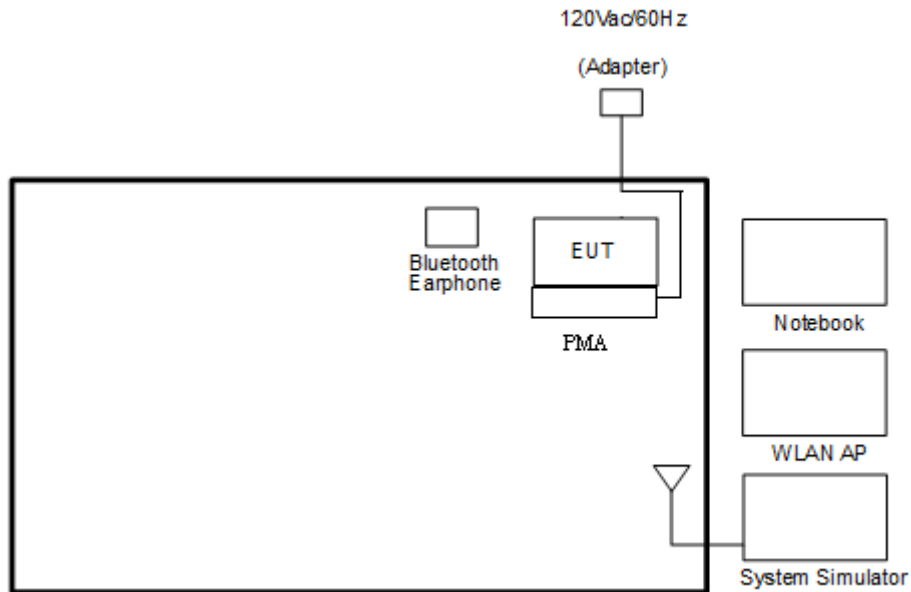 120Vac/60Hz
(Adapter)
EUT
Bluetooth
Earphone
PMA
Notebook
WLAN AP
System Simulator